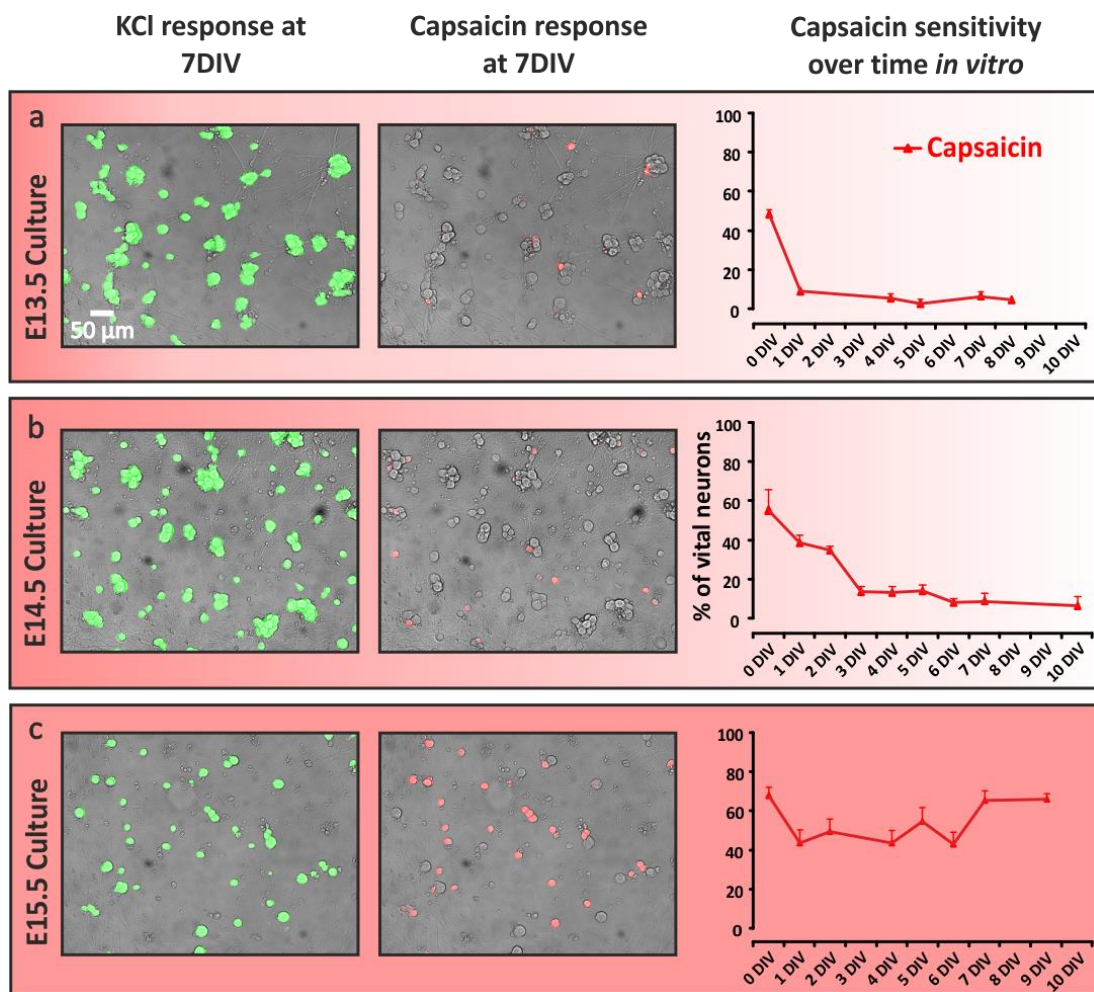 KCl response at
7DIV
Capsaicin response
at 7DIV
Capsaicin sensitivity
over time in vitro
a
E13.5 Culture
50 µm
100
80
60
40
20
0
Capsaicin
0 DIV
1 DIV
2 DIV
3 DIV
4 DIV
5 DIV
6 DIV
7 DIV
8 DIV
9 DIV
10 DIV
b
E14.5 Culture
% of vital neurons
100
80
60
40
20
0
0 DIV
1 DIV
2 DIV
3 DIV
4 DIV
5 DIV
6 DIV
7 DIV
8 DIV
9 DIV
10 DIV
c
E15.5 Culture
100
80
60
40
20
0
0 DIV
1 DIV
2 DIV
3 DIV
4 DIV
5 DIV
6 DIV
7 DIV
8 DIV
9 DIV
10 DIV